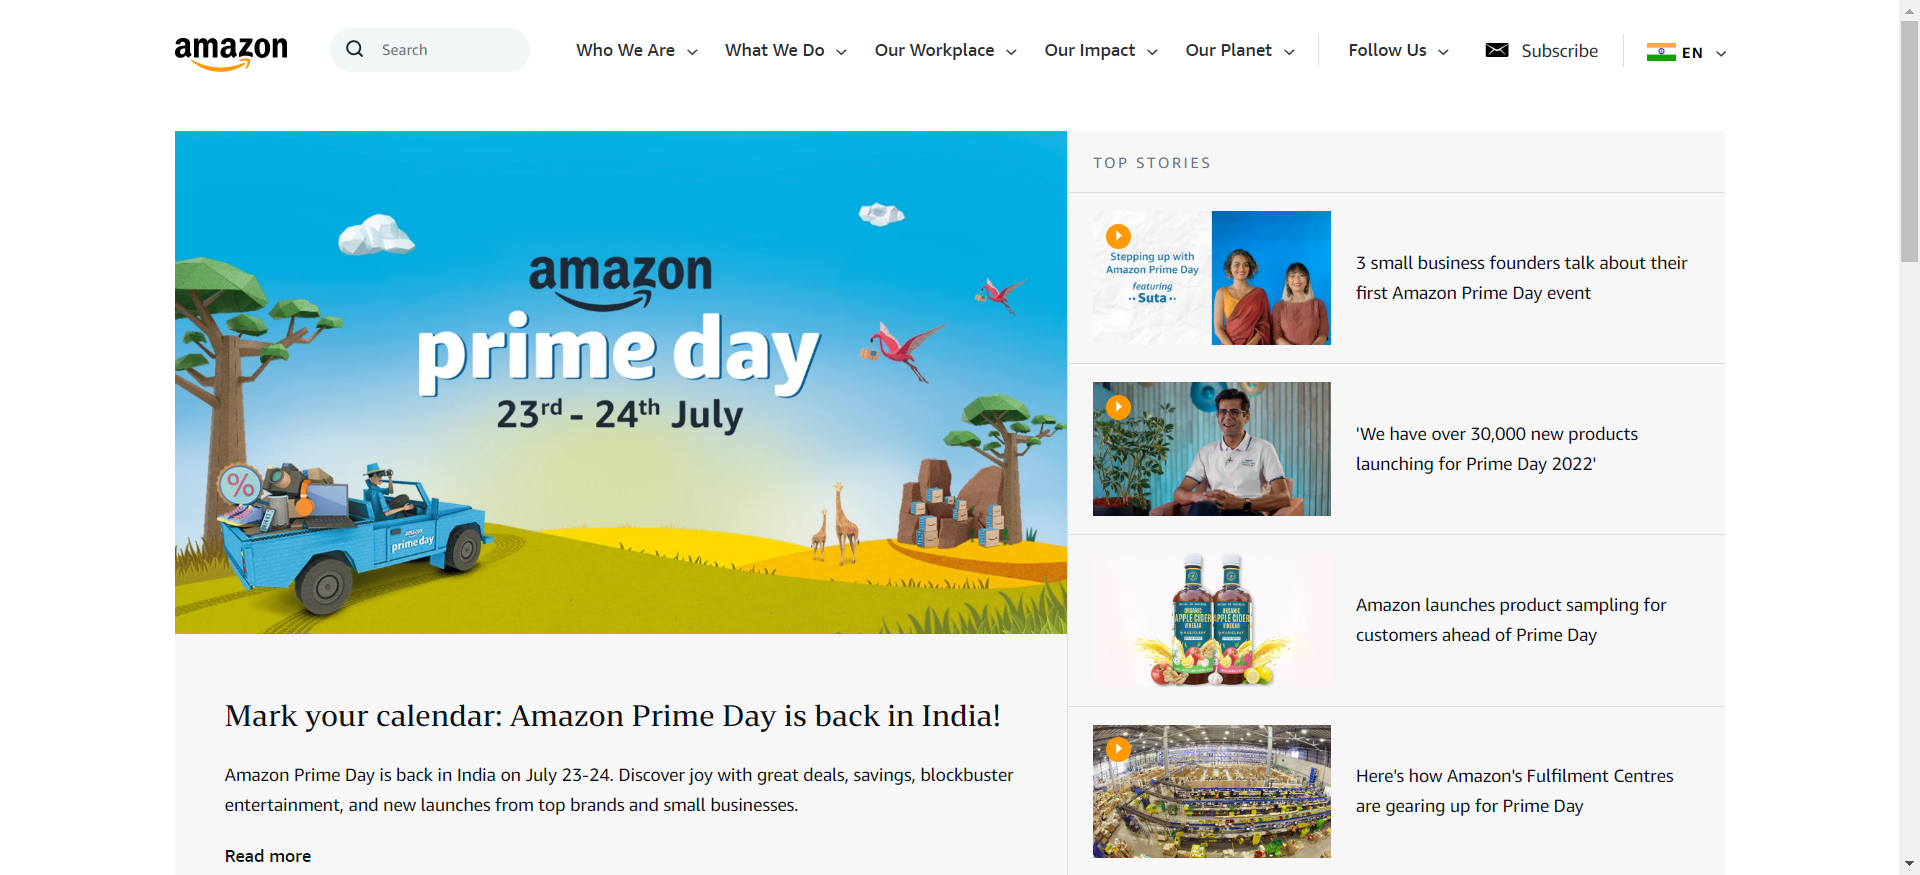 amazon
Search
Who We Are
What We Do
Our Workplace
Our Impact
Our Planet
Follow Us
Subscribe
EN
amazon
prime day
23rd - 24th July
%
amazon
prime day
Mark your calendar: Amazon Prime Day is back in India!
Amazon Prime Day is back in India on July 23-24. Discover joy with great deals, savings, blockbuster
entertainment, and new launches from top brands and small businesses.
Read more
TOP STORIES
Stepping up with
Amazon Prime Day
featuring
Suta
3 small business founders talk about their
first Amazon Prime Day event
'We have over 30,000 new products
launching for Prime Day 2022'
ORGANIC
APPLE CIDER
VINEGAR
ORGANIC
APPLE CIDER
VINEGAR
Amazon launches product sampling for
customers ahead of Prime Day
Here's how Amazon's Fulfilment Centres
are gearing up for Prime Day